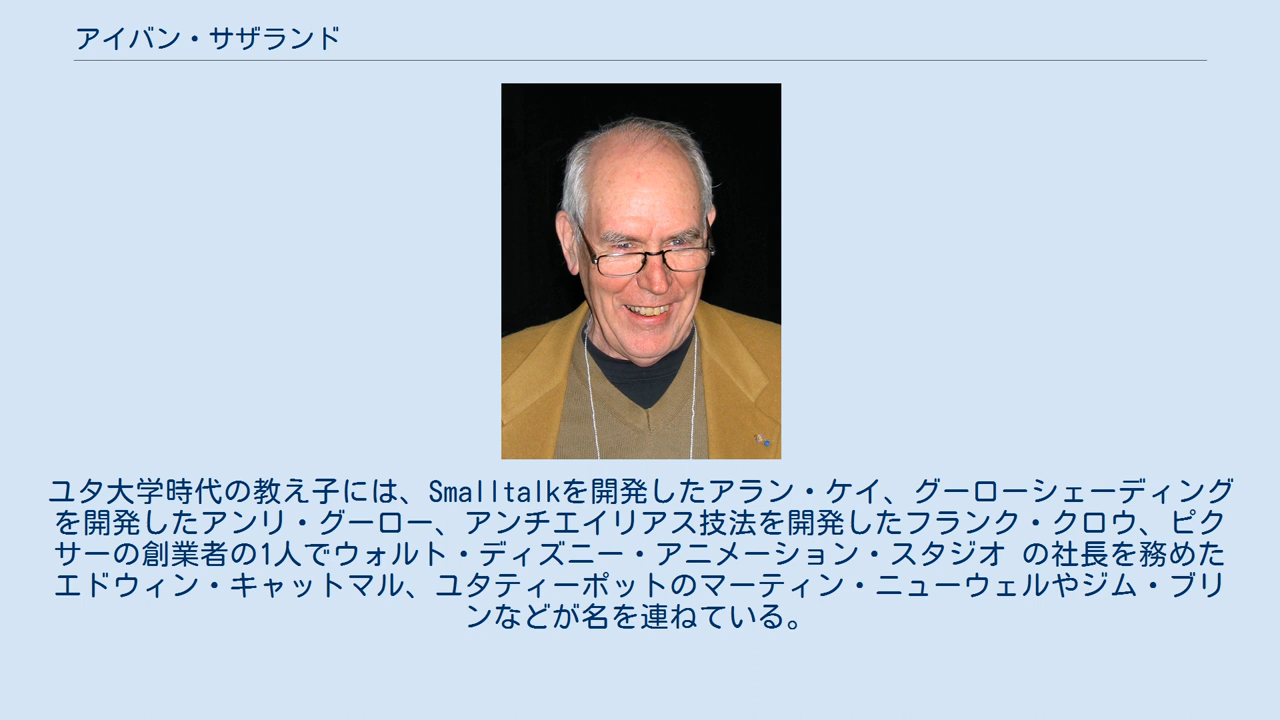 アイバン・サザランド
ユタ大学時代の教え子には、Smalltalkを開発したアラン・ケイ、グーローシェーディング
を開発したアンリ・グーロー、アンチエイリアス技法を開発したフランク・クロウ、ピク
サーの創業者の1人でウォルト・ディズニー・アニメーション・スタジオ の社長を務めた
エドウィン・キャットマル、ユタティーポットのマーティン・ニューウェルやジム・ブリ
ンなどが名を連ねている。